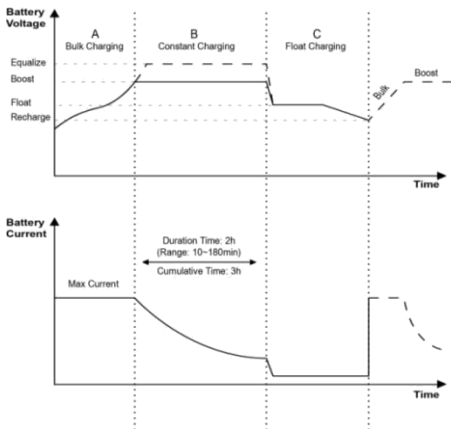 Battery
Voltage
A
B
C
Bulk Charging
Constant Charging
Float Charging
Equalize
Boost
Float
Recharge
Bulk
Boost
Time
Battery
Current
Duration Time: 2h
(Range: 10~180min)
Cumulative Time: 3h
Max Current
Time